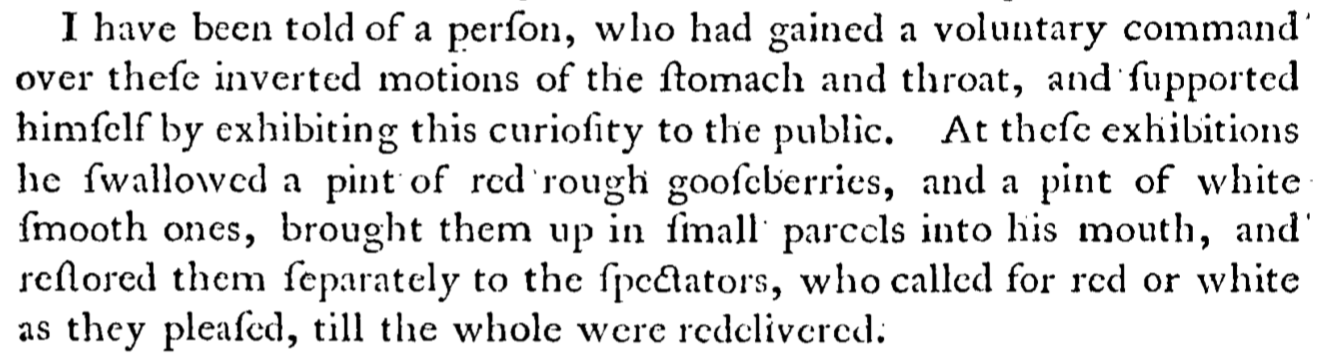 I have been told of a perſon, who had gained a voluntary command
over theſe inverted motions of the ſtomach and throat, and ſupported
himſelf by exhibiting this curioſity to the public. At theſe exhibitions
he ſwallowed a pint of red rough gooſeberries, and a pint of white
ſmooth ones, brought them up in ſmall parcels into his mouth, and
reſtored them ſeparately to the ſpectators, who called for red or white
as they pleaſed, till the whole were redelivered.